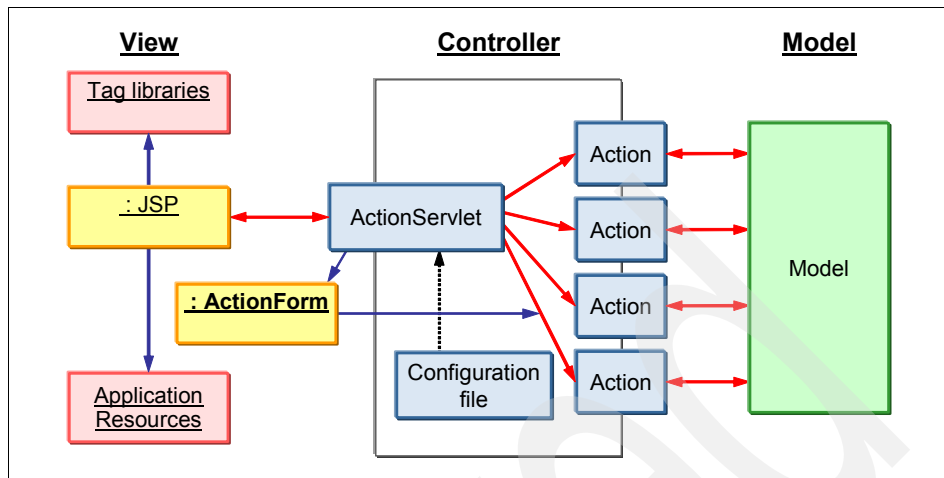 View
Controller
Model
Tag libraries
: JSP
: ActionForm
Application
Resources
ActionServlet
Configuration
file
Action
Action
Action
Action
Model